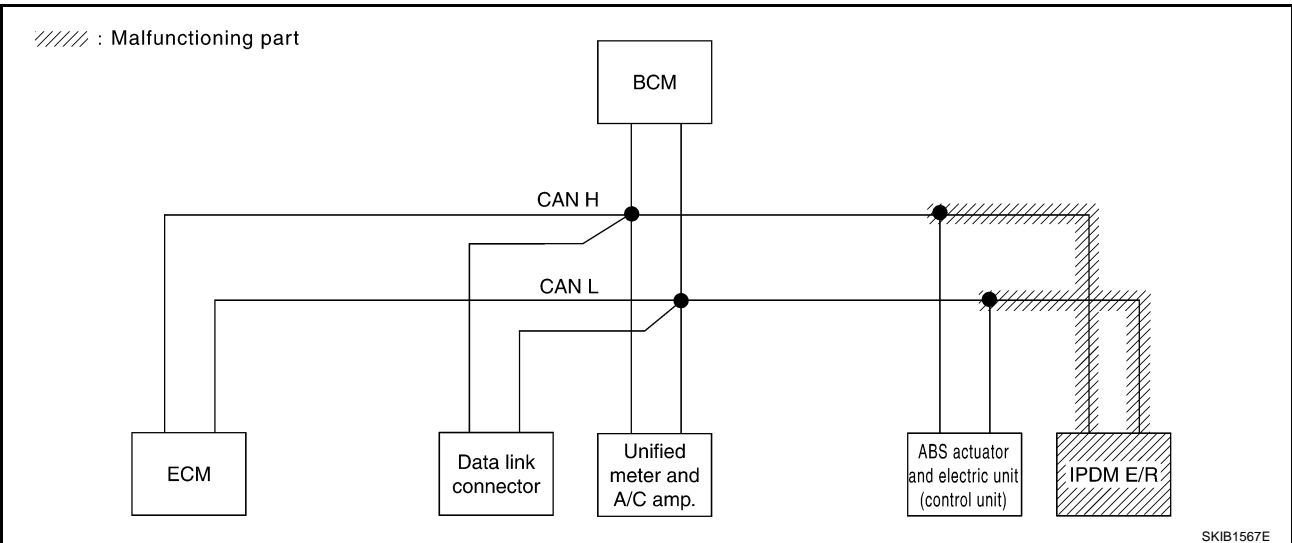 : Malfunctioning part
BCM
CAN H
CAN L
ECM
Data link
connector
Unified
meter and
A/C amp.
ABS actuator
and electric unit
(control unit)
IPDM E/R
SKIB1567E